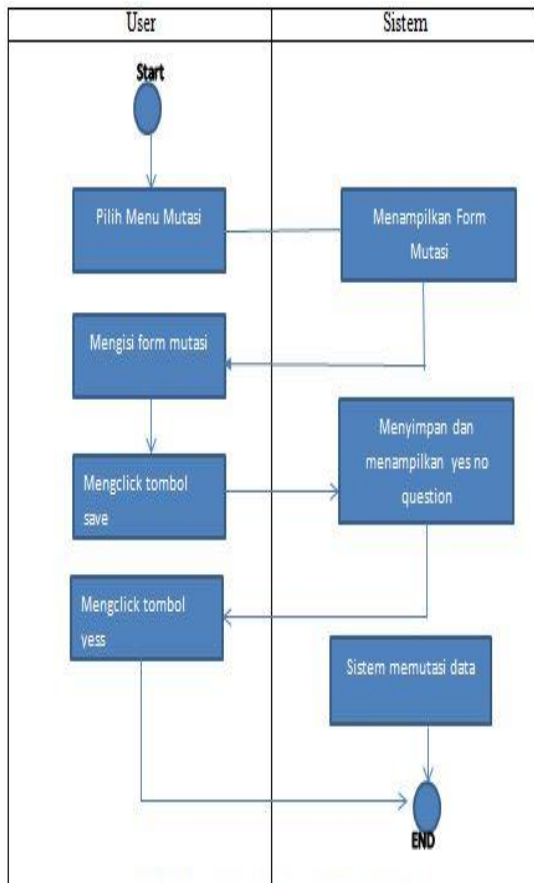 User
Sistem
Start
Pilih Menu Mutasi
Menampilkan Form
Mutasi
Mengisi form mutasi
Menyimpan dan
menampilkan yes no
question
Mengclick tombol
save
Mengclick tombol
yess
Sistem memutasi data
END